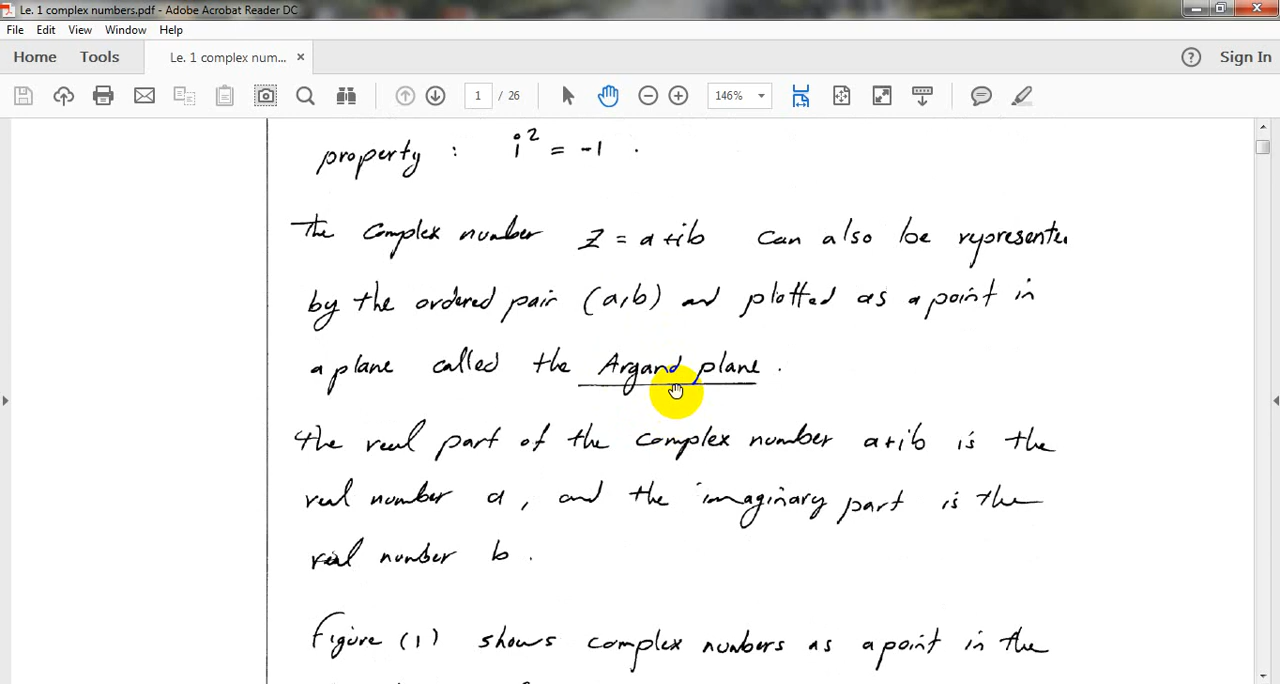 Le. 1 complex numbers.pdf - Adobe Acrobat Reader DC
File Edit View Window Help
Home Tools Le. 1 complex num... × ? Sign In
1 / 26 146%
property : i² = -1 .
The complex number Z = a+ib can also be represente
by the ordered pair (a,b) and plotted as a point in
a plane called the Argand plane .
the real part of the complex number a+ib is the
real number a , and the imaginary part is the
real number b .
Figure (1) shows complex numbers as a point in the